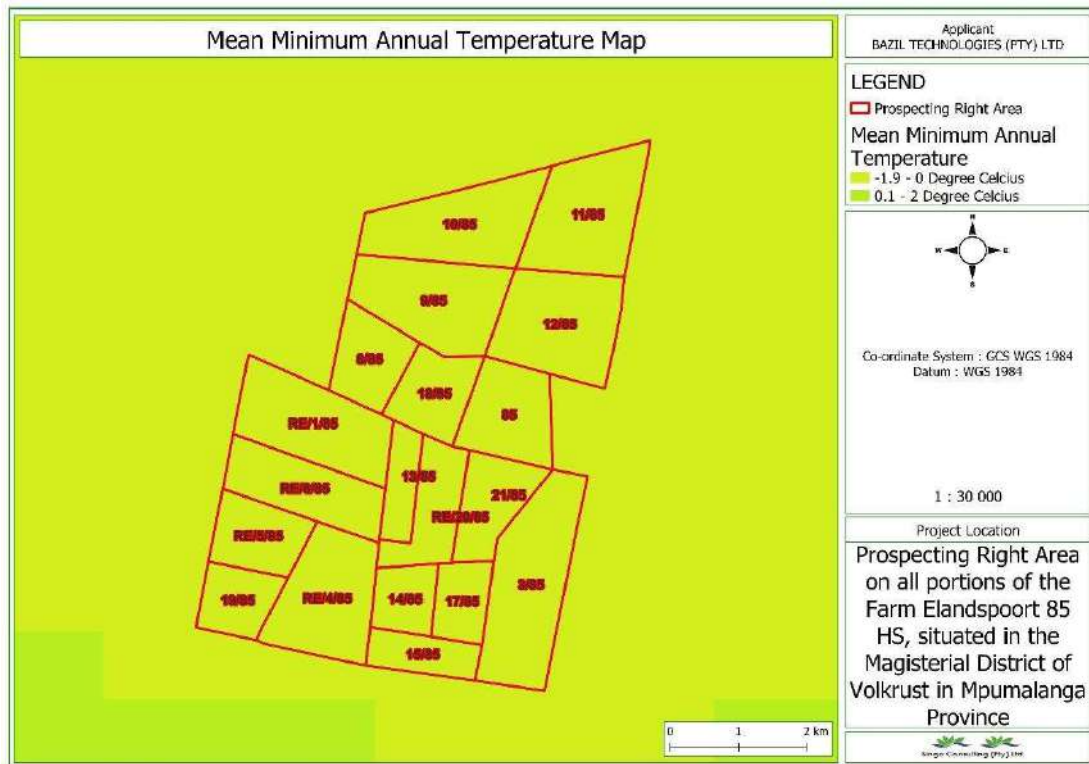 Mean Minimum Annual Temperature Map
Applicant
BAZIL TECHNOLOGIES (PTY) LTD
LEGEND
Prospecting Right Area
Mean Minimum Annual
Temperature
-1.9 - 0 Degree Celcius
0.1 - 2 Degree Celcius
N
W
E
S
Co-ordinate System : GCS WGS 1984
Datum : WGS 1984
1 : 30 000
Project Location
Prospecting Right Area
on all portions of the
Farm Elandspoort 85
HS, situated in the
Magisterial District of
Volkrust in Mpumalanga
Province
Singo Consulting (Pty) Ltd
11/85
10/85
9/85
12/85
8/85
18/85
85
RE/1/85
13/85
RE/6/85
21/85
RE/20/85
RE/5/85
3/85
19/85
RE/4/85
14/85
17/85
15/85
0 1 2 km